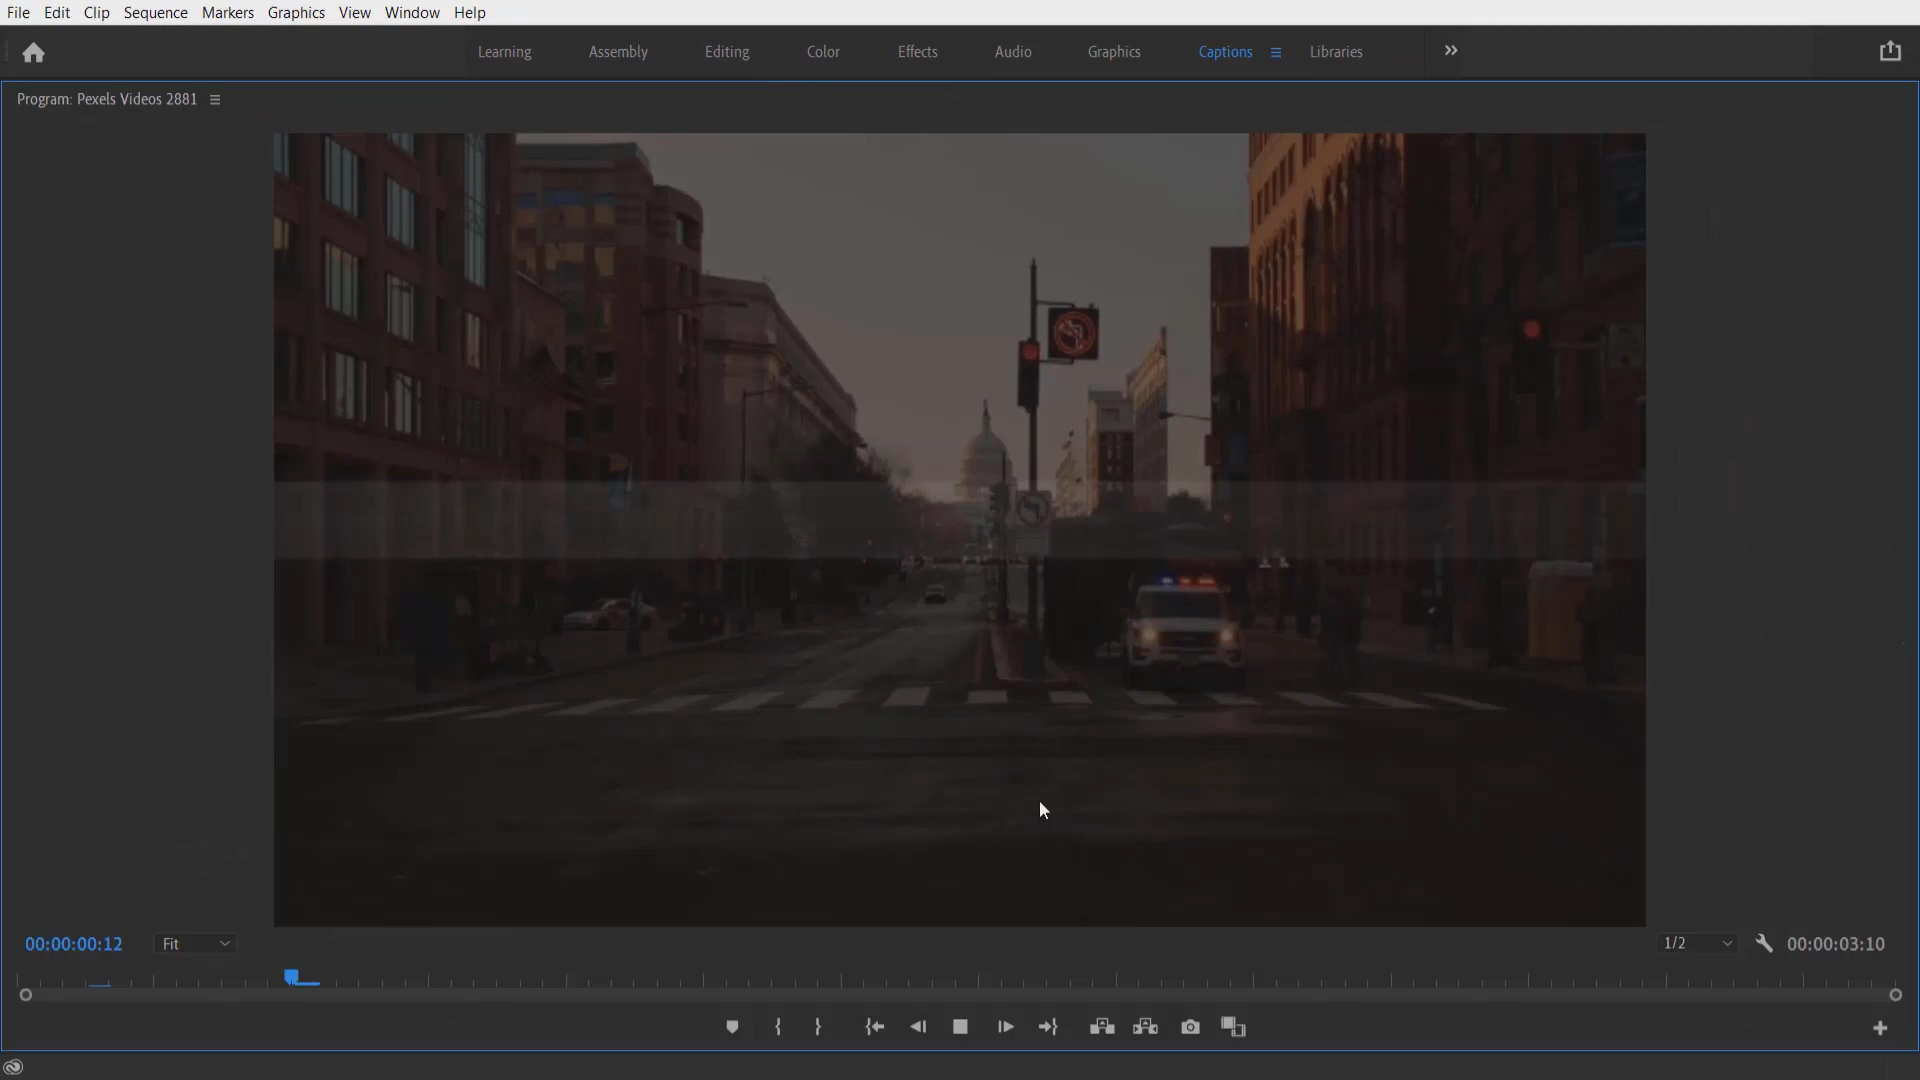 File Edit Clip Sequence Markers Graphics View Window Help
Learning Assembly Editing Color Effects Audio Graphics Captions Libraries
Program: Pexels Videos 2881
00:00:00:12 Fit 1/2 00:00:03:10